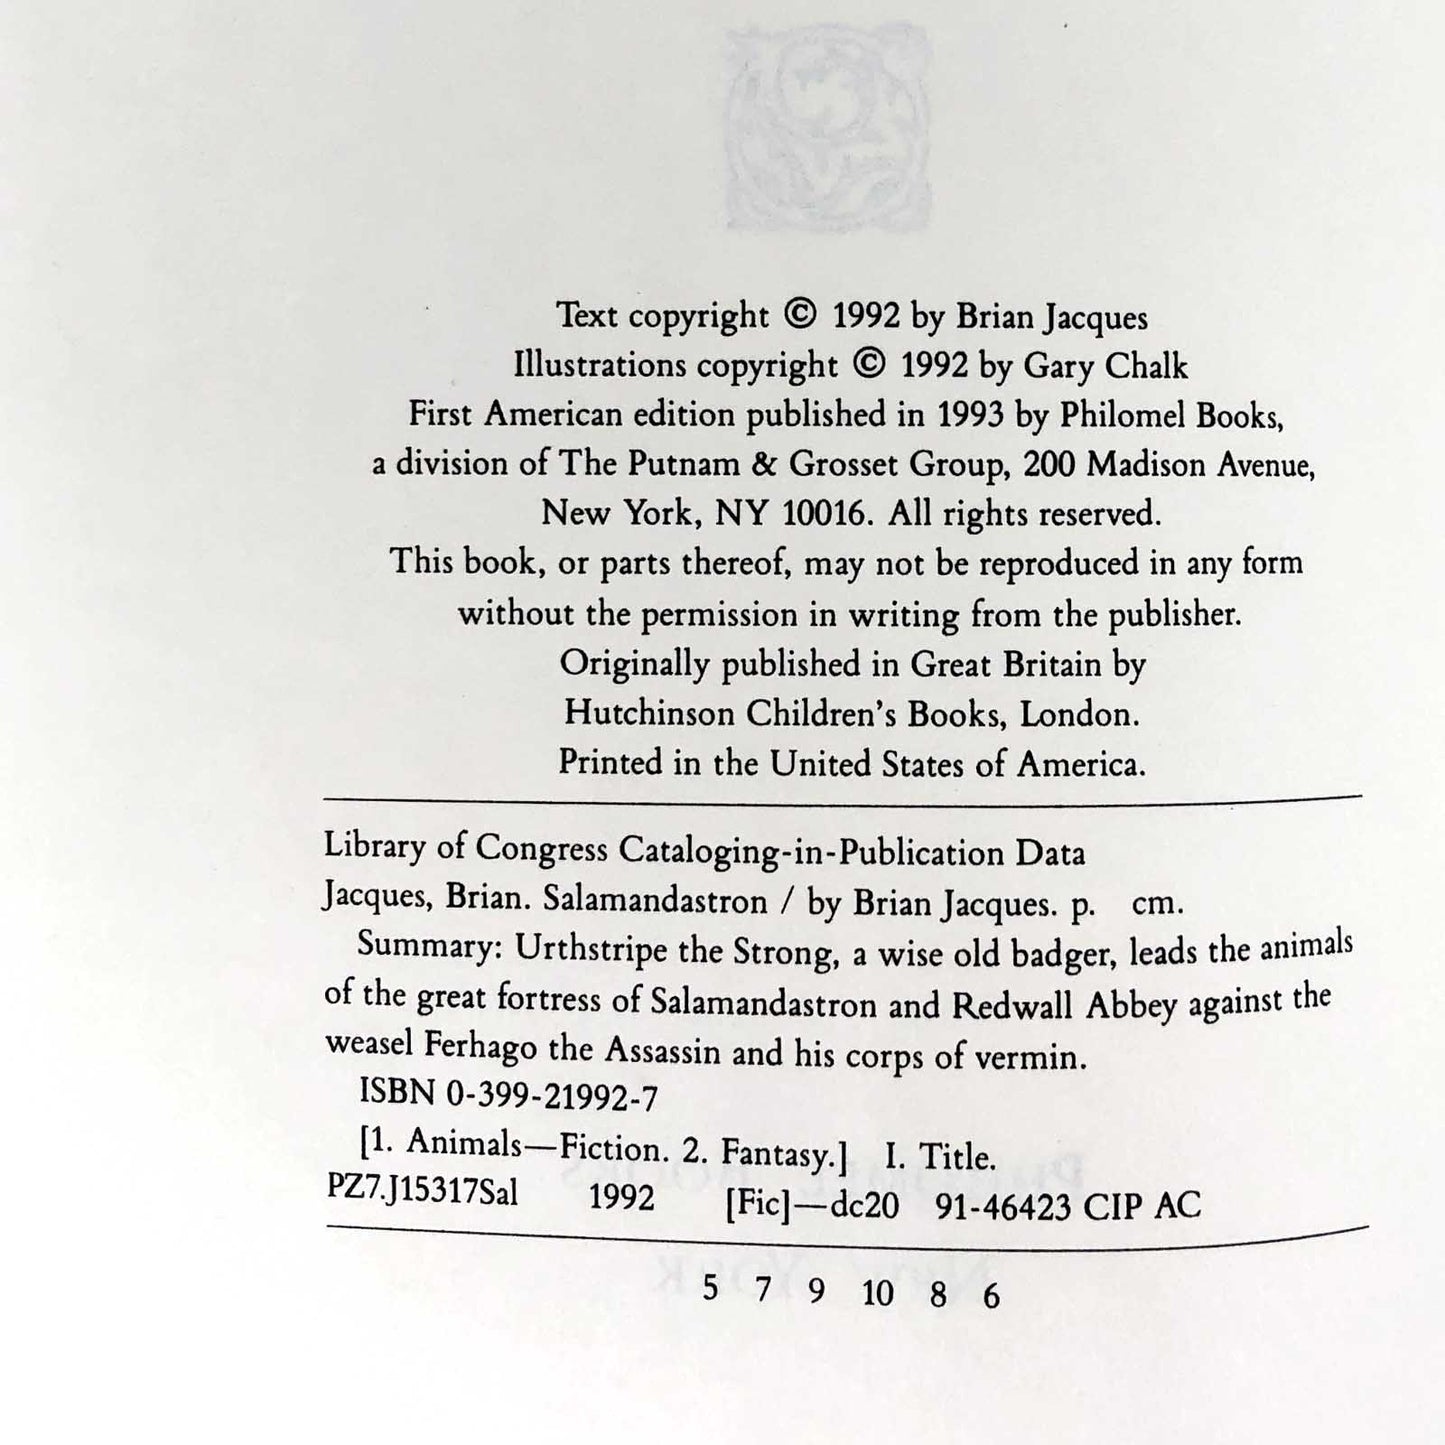 Text copyright © 1992 by Brian Jacques
Illustrations copyright © 1992 by Gary Chalk
First American edition published in 1993 by Philomel Books,
a division of The Putnam & Grosset Group, 200 Madison Avenue,
New York, NY 10016. All rights reserved.
This book, or parts thereof, may not be reproduced in any form
without the permission in writing from the publisher.
Originally published in Great Britain by
Hutchinson Children's Books, London.
Printed in the United States of America.
Library of Congress Cataloging-in-Publication Data
Jacques, Brian. Salamandastron / by Brian Jacques. p. cm.
Summary: Urthstripe the Strong, a wise old badger, leads the animals
of the great fortress of Salamandastron and Redwall Abbey against the
weasel Ferhago the Assassin and his corps of vermin.
ISBN 0-399-21992-7
[1. Animals—Fiction. 2. Fantasy.] I. Title.
PZ7.J15317Sal 1992 [Fic]—dc20 91-46423 CIP AC
5 7 9 10 8 6